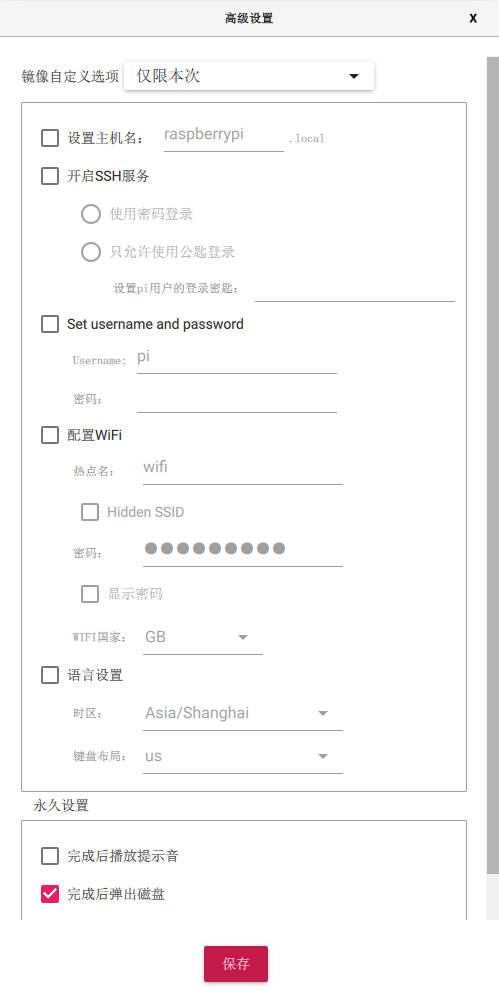 高级设置
x
镜像自定义选项 仅限本次
设置主机名: raspberrypi .local
开启SSH服务
使用密码登录
只允许使用公匙登录
设置pi用户的登录密匙:
Set username and password
Username: pi
密码:
配置WiFi
热点名: wifi
Hidden SSID
密码: ●●●●●●●●●
显示密码
WIFI国家: GB
语言设置
时区: Asia/Shanghai
键盘布局: us
永久设置
完成后播放提示音
完成后弹出磁盘
保存